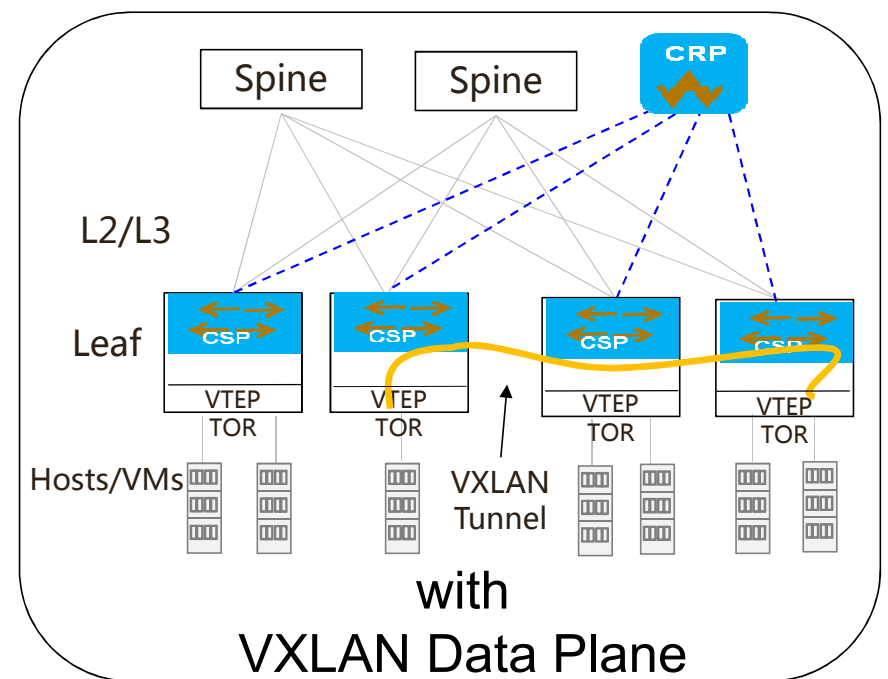 Spine
Spine
CRP
L2/L3
Leaf
CSP
CSP
CSP
CSP
VTEP
VTEP
VTEP
VTEP
TOR
TOR
TOR
TOR
Hosts/VMs
VXLAN
Tunnel
with
VXLAN Data Plane